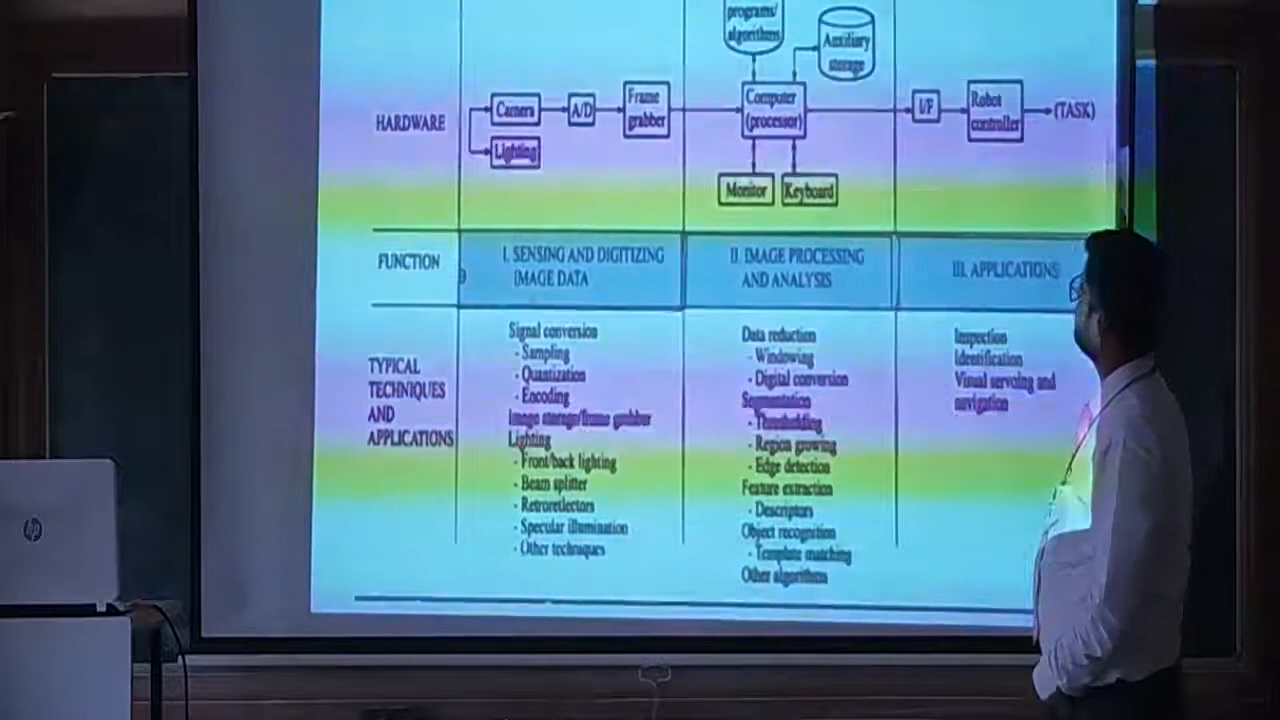 programs/
algorithms
Auxiliary
storage
HARDWARE
Camera
A/D
Frame
grabber
Computer
(processor)
I/F
Robot
controller
(TASK)
Lighting
Monitor
Keyboard
FUNCTION
I. SENSING AND DIGITIZING
IMAGE DATA
II. IMAGE PROCESSING
AND ANALYSIS
III. APPLICATIONS
TYPICAL
TECHNIQUES
AND
APPLICATIONS
Signal conversion
- Sampling
- Quantization
- Encoding
Image storage/frame grabber
Lighting
- Front/back lighting
- Beam splitter
- Retroreflectors
- Specular illumination
- Other techniques
Data reduction
- Windowing
- Digital conversion
Segmentation
- Thresholding
- Region growing
- Edge detection
Feature extraction
- Descriptors
Object recognition
- Template matching
Other algorithms
Inspection
Identification
Visual servoing and
navigation
hp